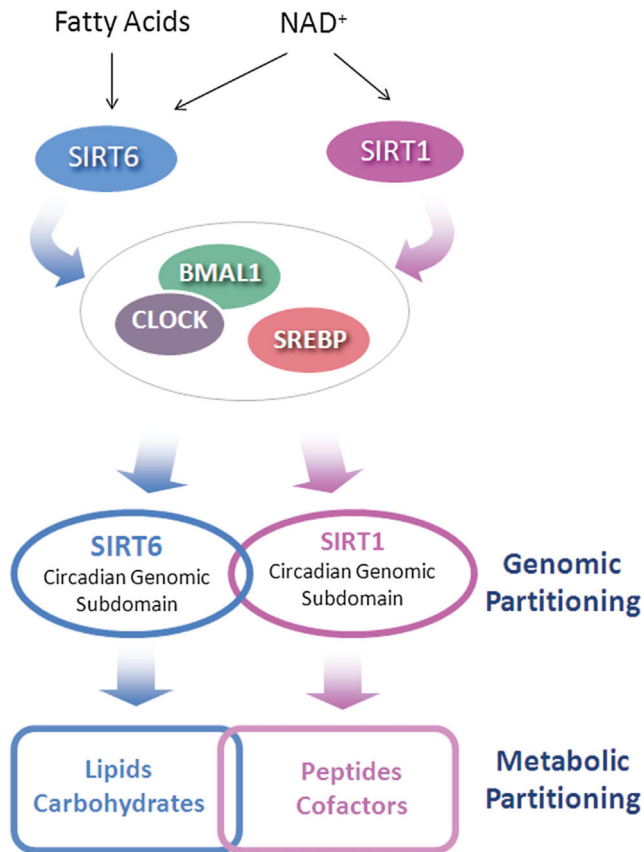 Fatty Acids
NAD⁺
SIRT6
SIRT1
BMAL1
CLOCK
SREBP
SIRT6
Circadian Genomic
Subdomain
SIRT1
Circadian Genomic
Subdomain
Genomic
Partitioning
Lipids
Carbohydrates
Peptides
Cofactors
Metabolic
Partitioning